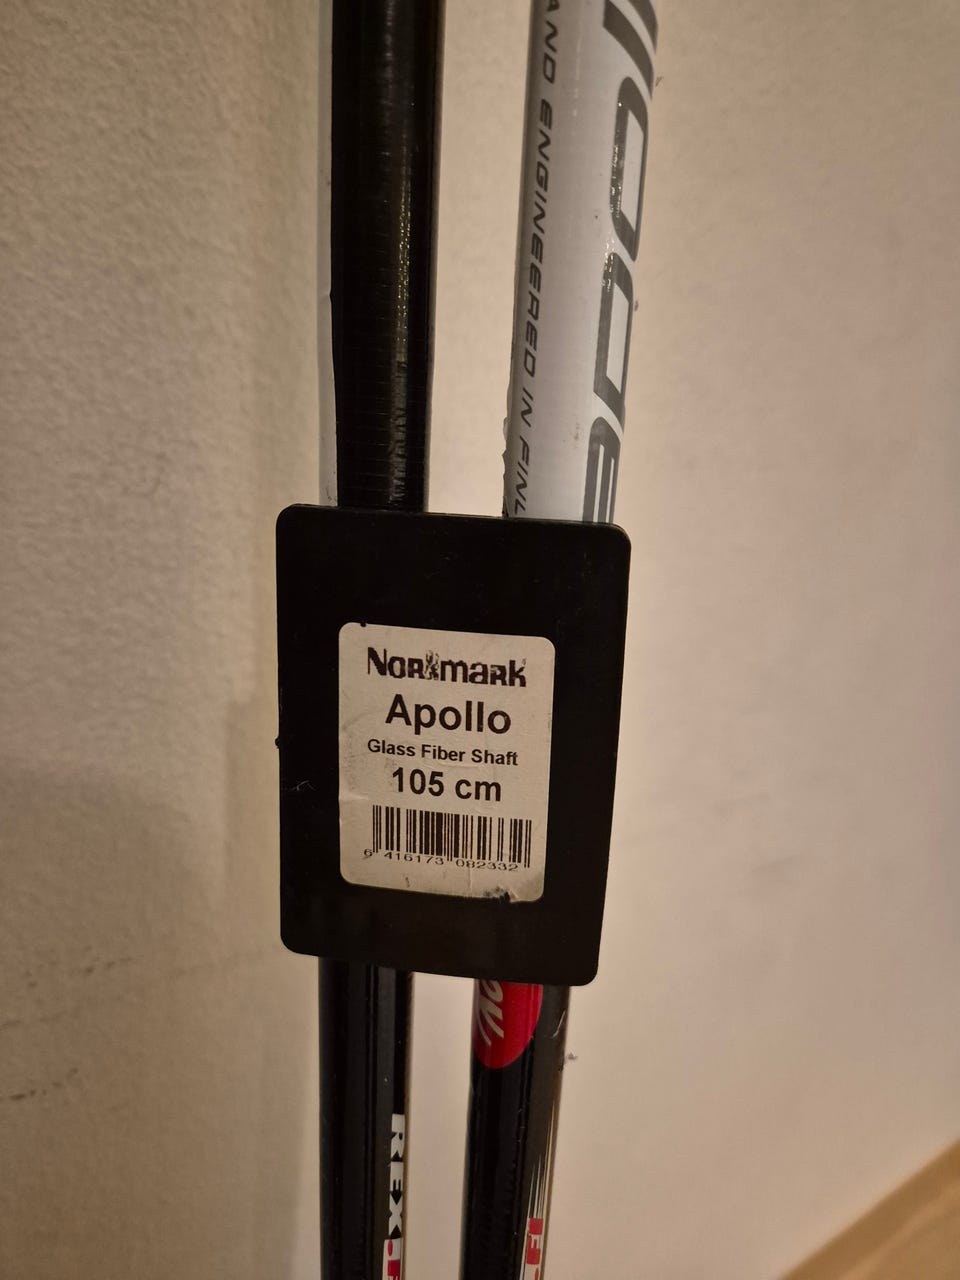 AND ENGINEERED IN FINL
Normark
Apollo
Glass Fiber Shaft
105 cm
6 416173 082332
REX